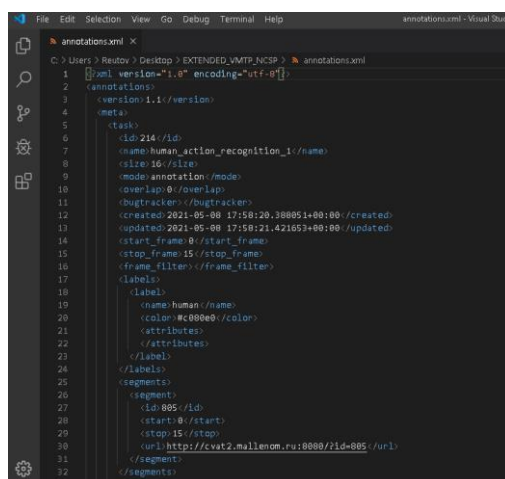 File Edit Selection View Go Debug Terminal Help annotations.xml - Visual Stu
annotations.xml ×
C: > Users > Reutov > Desktop > EXTENDED_VMTP_NCSP > annotations.xml
1 <?xml version="1.0" encoding="utf-8"?>
2 <annotations>
3 <version>1.1</version>
4 <meta>
5 <task>
6 <id>214</id>
7 <name>human_action_recognition_1</name>
8 <size>16</size>
9 <mode>annotation</mode>
10 <overlap>0</overlap>
11 <bugtracker></bugtracker>
12 <created>2021-05-08 17:58:20.388051+00:00</created>
13 <updated>2021-05-08 17:58:21.421653+00:00</updated>
14 <start_frame>0</start_frame>
15 <stop_frame>15</stop_frame>
16 <frame_filter></frame_filter>
17 <labels>
18 <label>
19 <name>human</name>
20 <color>#c080e0</color>
21 <attributes>
22 </attributes>
23 </label>
24 </labels>
25 <segments>
26 <segment>
27 <id>805</id>
28 <start>0</start>
29 <stop>15</stop>
30 <url>http://cvat2.mallenom.ru:8080/?id=805</url>
31 </segment>
32 </segments>